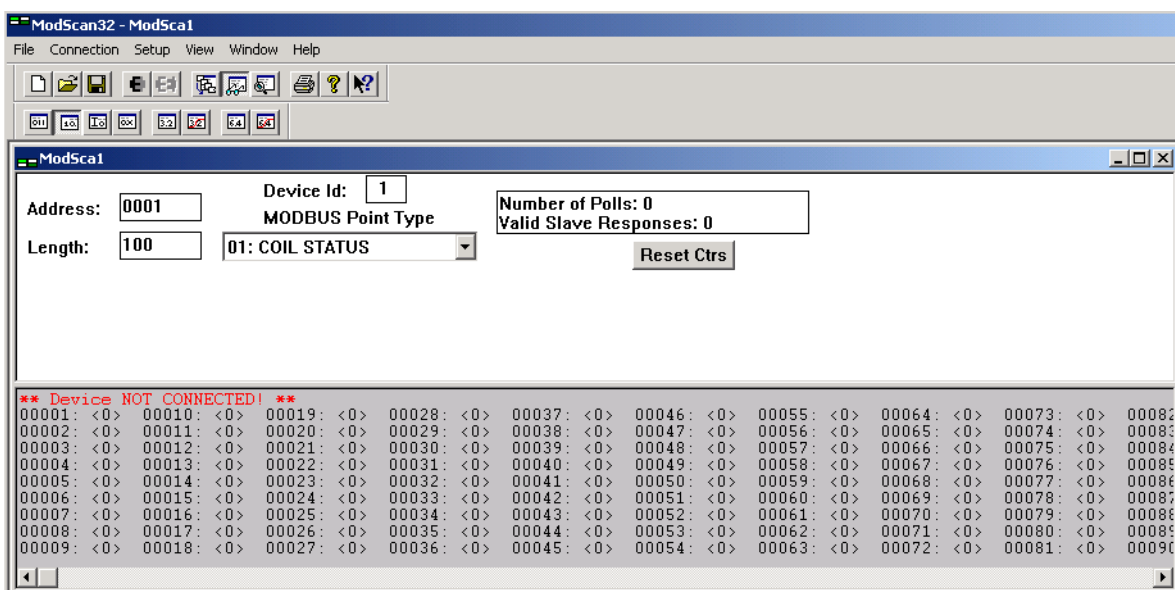 ModScan32 - ModSca1
File Connection Setup View Window Help
ModSca1
Address: 0001
Device Id: 1
MODBUS Point Type
Length: 100
01: COIL STATUS
Number of Polls: 0
Valid Slave Responses: 0
Reset Ctrs
** Device NOT CONNECTED! **
00001: <0> 00010: <0> 00019: <0> 00028: <0> 00037: <0> 00046: <0> 00055: <0> 00064: <0> 00073: <0>
00002: <0> 00011: <0> 00020: <0> 00029: <0> 00038: <0> 00047: <0> 00056: <0> 00065: <0> 00074: <0>
00003: <0> 00012: <0> 00021: <0> 00030: <0> 00039: <0> 00048: <0> 00057: <0> 00066: <0> 00075: <0>
00004: <0> 00013: <0> 00022: <0> 00031: <0> 00040: <0> 00049: <0> 00058: <0> 00067: <0> 00076: <0>
00005: <0> 00014: <0> 00023: <0> 00032: <0> 00041: <0> 00050: <0> 00059: <0> 00068: <0> 00077: <0>
00006: <0> 00015: <0> 00024: <0> 00033: <0> 00042: <0> 00051: <0> 00060: <0> 00069: <0> 00078: <0>
00007: <0> 00016: <0> 00025: <0> 00034: <0> 00043: <0> 00052: <0> 00061: <0> 00070: <0> 00079: <0>
00008: <0> 00017: <0> 00026: <0> 00035: <0> 00044: <0> 00053: <0> 00062: <0> 00071: <0> 00080: <0>
00009: <0> 00018: <0> 00027: <0> 00036: <0> 00045: <0> 00054: <0> 00063: <0> 00072: <0> 00081: <0>